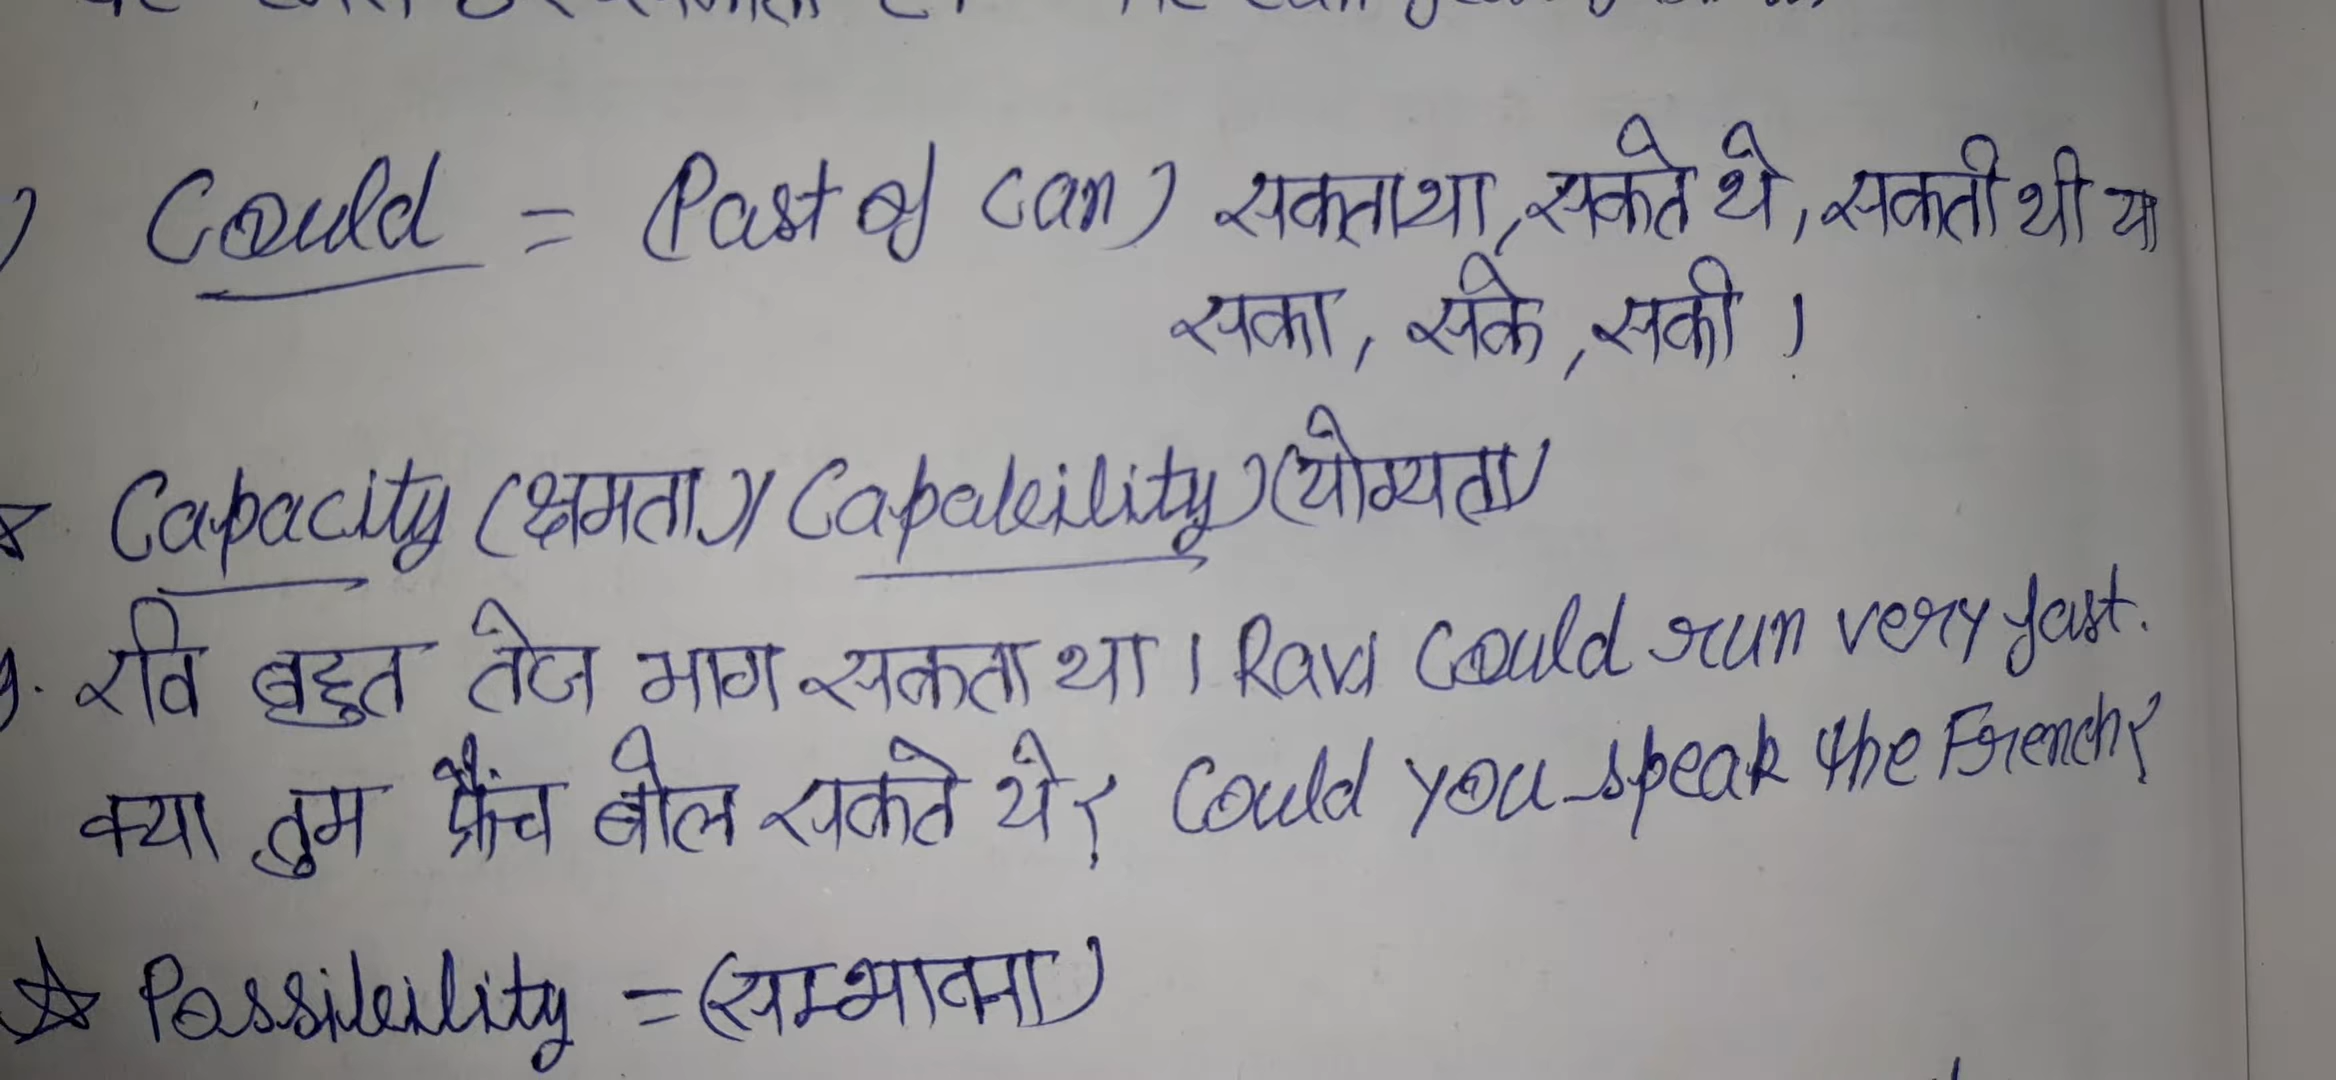 ) Could = (Past of can) सकता था, सकते थे, सकती थी या
सका, सके, सकी ।
☆ Capacity (क्षमता)/ Capability) (योग्यता)
रवि बहुत तेज भाग सकता था । Ravi Could run very fast.
क्या तुम फ्रैंच बोल सकते थे? Could you speak the French?
☆ Possibility = (सम्भावना)